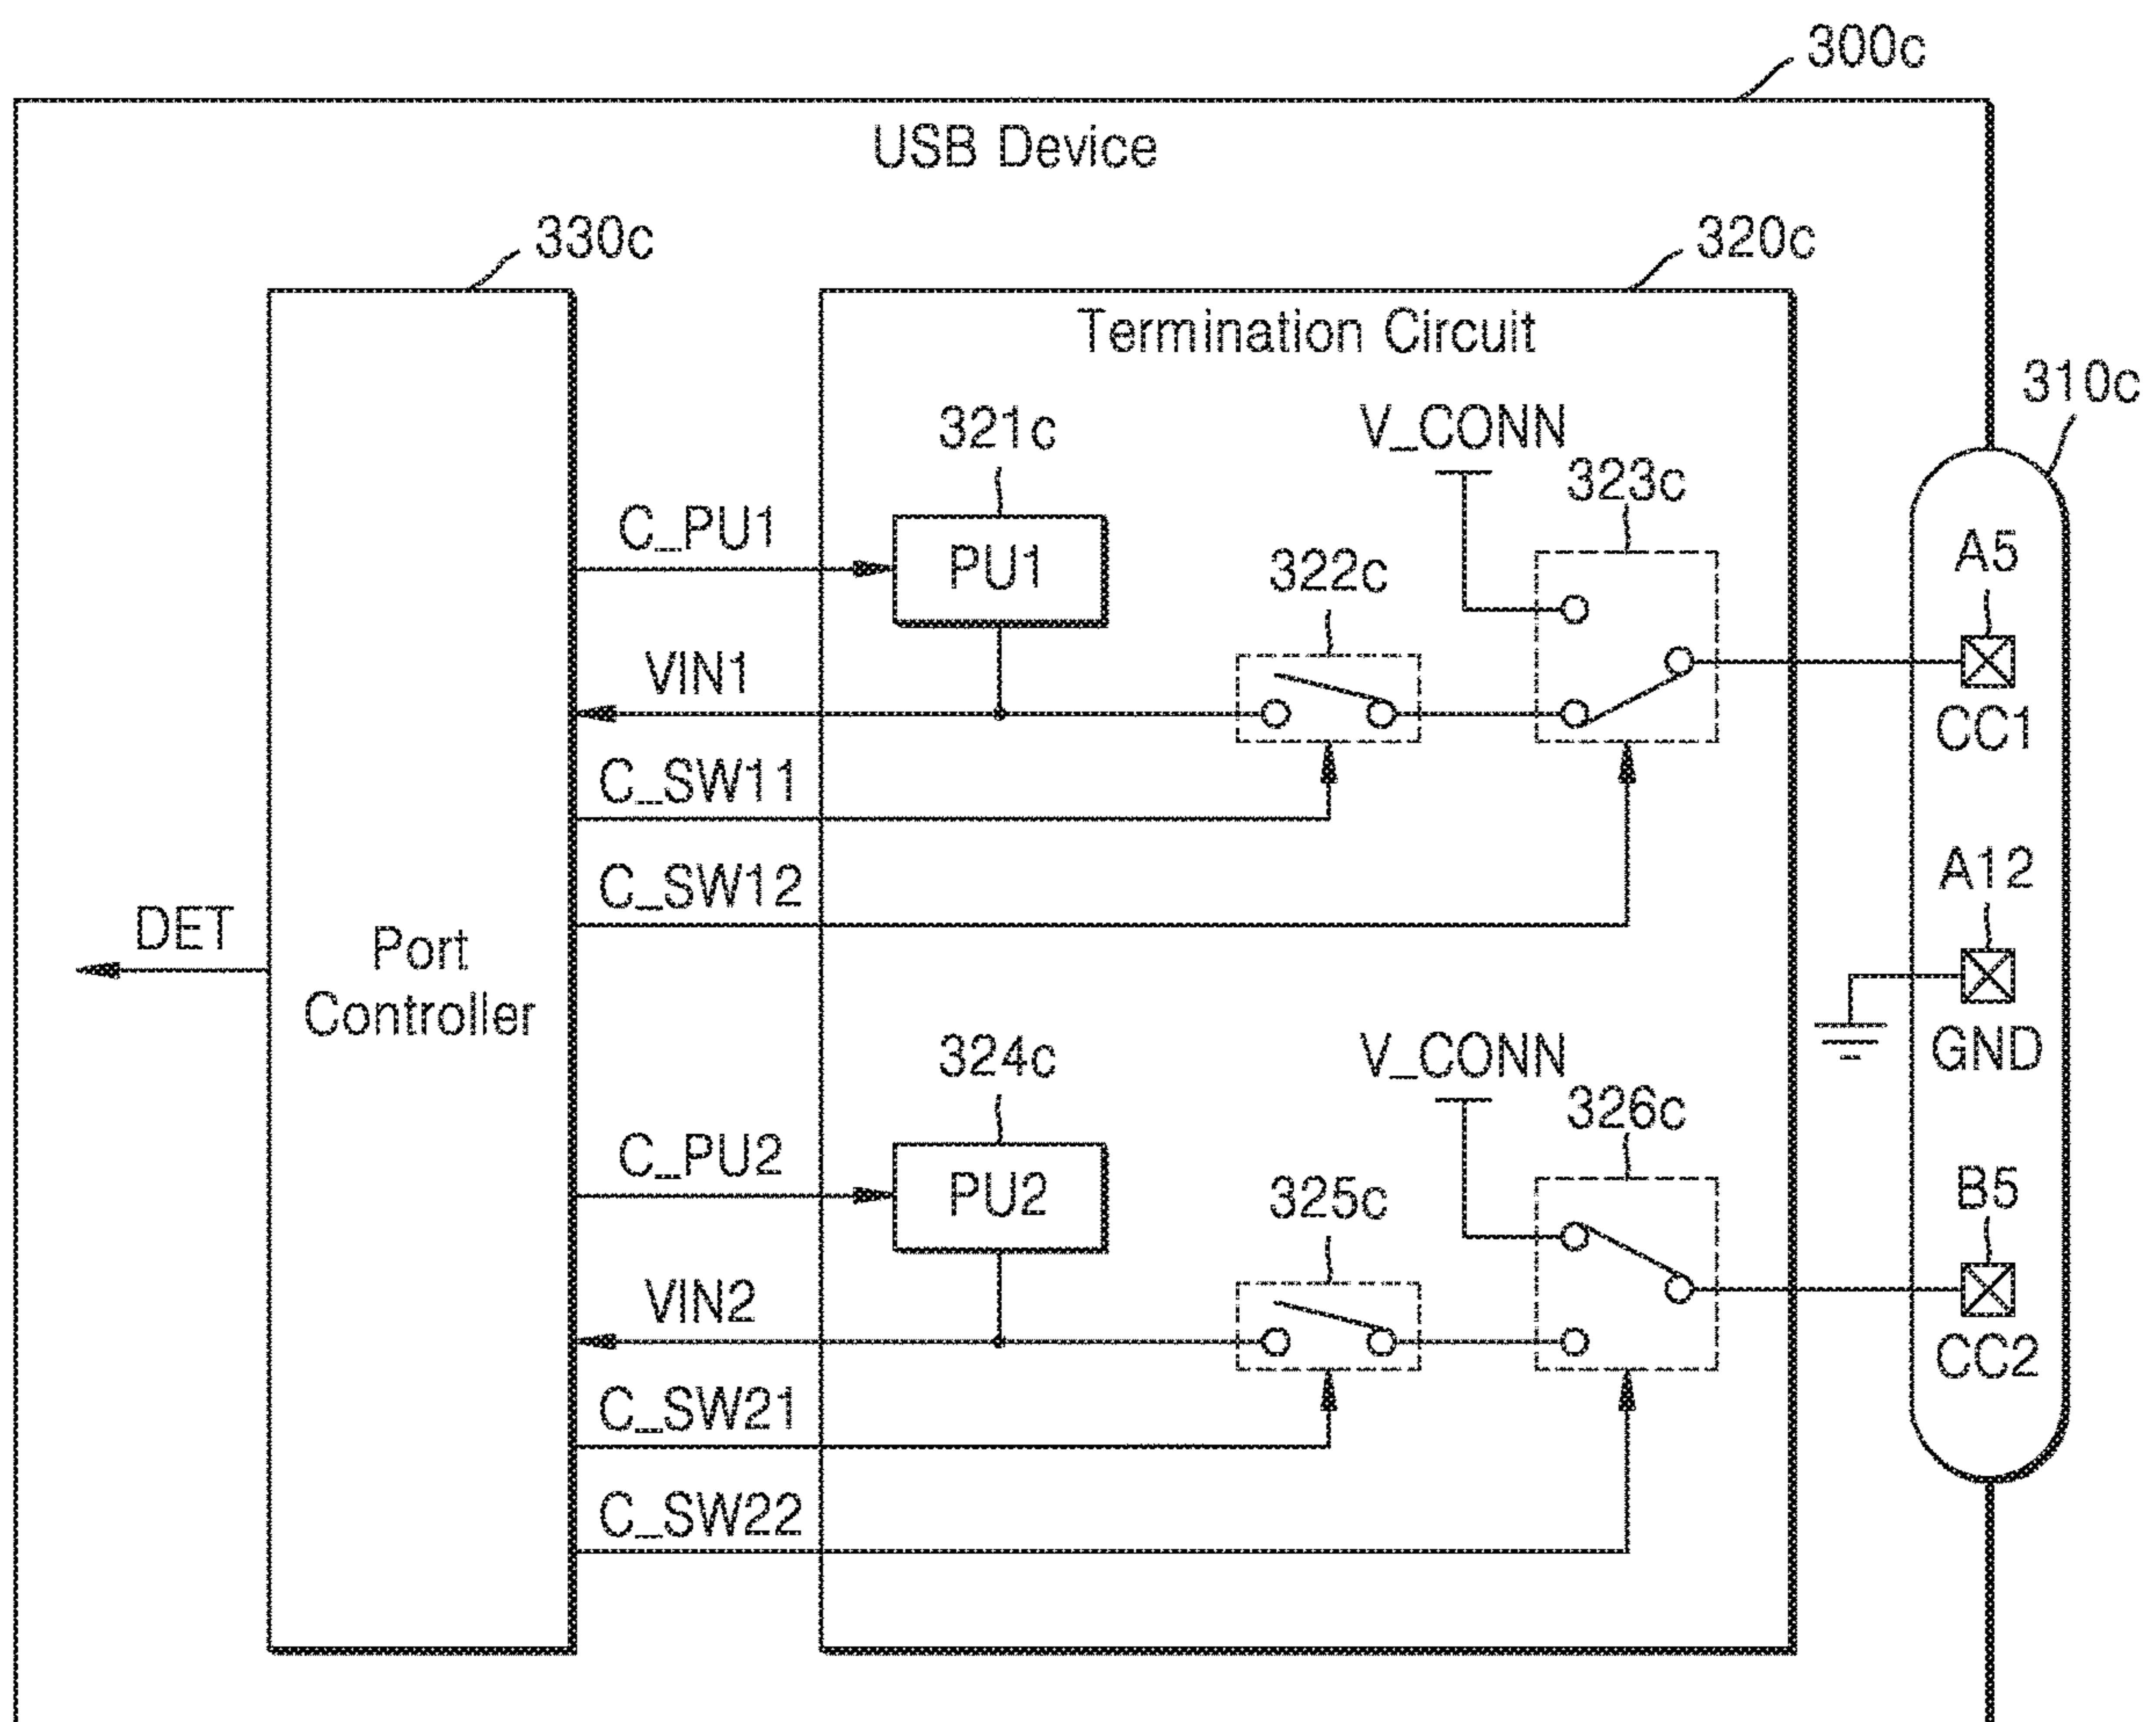 300c
USB Device
330c
320c
Termination Circuit
310c
321c
V_CONN
323c
C_PU1
PU1
322c
A5
VIN1
CC1
C_SW11
C_SW12
A12
DET
Port
Controller
GND
324c
V_CONN
326c
C_PU2
PU2
325c
B5
VIN2
CC2
C_SW21
C_SW22